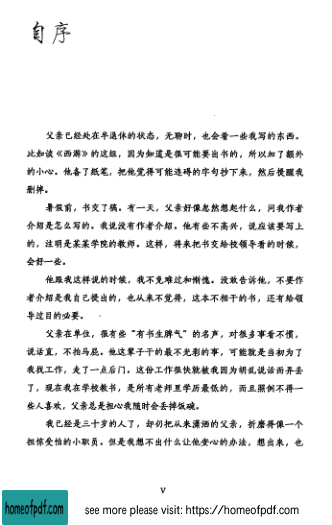 自序
父亲已经处在半退休的状态，无聊时，也会看一些我写的东西。
比如谈《西游》的这组，因为知道是很可能要出书的，所以加了额外
的小心。他备了纸笔，把他觉得可能违碍的字句抄下来，然后提醒我
删掉。
暑假前，书交了稿。有一天，父亲好像忽然想起什么，问我作者
介绍是怎么写的。我说没有作者介绍。他有些不高兴，说应该要写上
的，注明是某某学院的教师。这样，将来把书交给校领导看的时候，
会好一些。
他跟我这样说的时候，我不免难过和惭愧。没敢告诉他，不要作
者介绍是我自己提出的，也从来不觉得，这本不相干的书，还有给领
导过目的必要。
父亲在单位，很有些“有书生脾气”的名声，对很多事看不惯，
说话直，不拍马屁。他这辈子干的最不光彩的事，可能就是当初为了
我找工作，走了一点后门。这份工作很快就被我因为胡乱说话而弄丢
了，现在我在学校教书，是所有老师里学历最低的，而且照例不得一
些人喜欢，父亲总是担心我随时会丢掉饭碗。
我已经是三十岁的人了，却仍把从来潇洒的父亲，折磨得像一个
担惊受怕的小职员。但是我想不出什么让他安心的办法，想出来，也
V
homeofpdf.com
see more please visit: https://homeofpdf.com